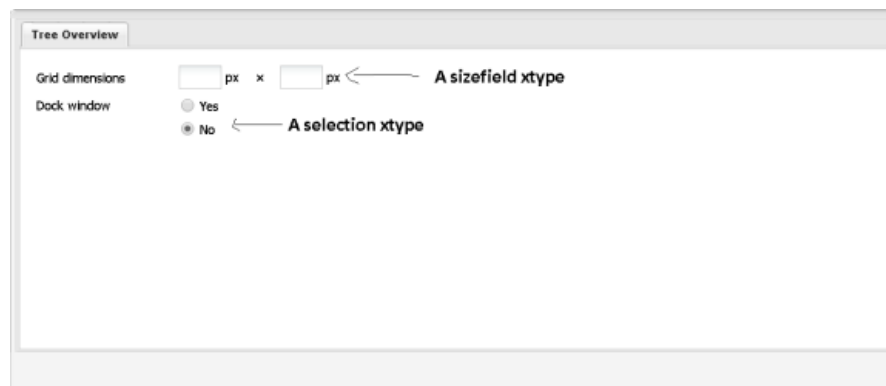 Tree Overview
Grid dimensions px × px A sizefield xtype
Dock window Yes
No A selection xtype